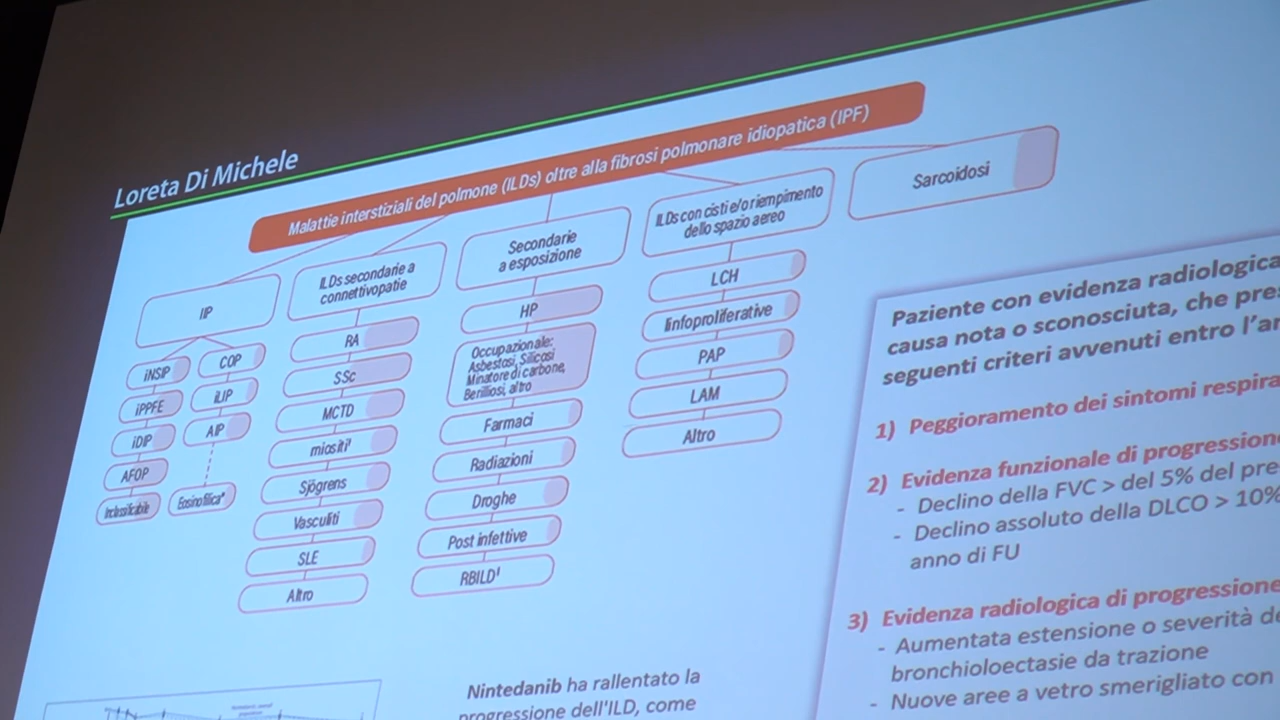 Loreta Di Michele
Malattie interstiziali del polmone (ILDs) oltre alla fibrosi polmonare idiopatica (IPF)
IIP
iNSIP
iPPFE
iDIP
AFOP
Inclassificabile
COP
iLIP
AIP
Eosinofilica*
ILDs secondarie a
connettivopatie
RA
SSc
MCTD
miositi¹
Sjögrens
Vasculiti
SLE
Altro
Secondarie
a esposizione
HP
Occupazionale:
Asbestosi, Silicosi
Minatore di carbone,
Berilliosi, altro
Farmaci
Radiazioni
Droghe
Post infettive
RBILD¹
ILDs con cisti e/o riempimento
dello spazio aereo
LCH
linfoproliferative
PAP
LAM
Altro
Sarcoidosi
Paziente con evidenza radiologica
causa nota o sconosciuta, che pre
seguenti criteri avvenuti entro l'an
1) Peggioramento dei sintomi respira
2) Evidenza funzionale di progressione
- Declino della FVC > del 5% del pre
- Declino assoluto della DLCO > 10%
anno di FU
3) Evidenza radiologica di progressione
- Aumentata estensione o severità de
bronchioloectasie da trazione
- Nuove aree a vetro smerigliato con
Nintedanib ha rallentato la
progressione dell'ILD, come